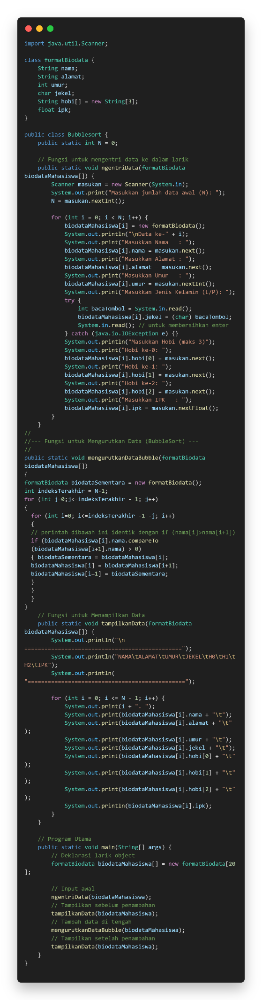 import java.util.Scanner;
class formatBiodata {
    String nama;
    String alamat;
    int umur;
    char jekel;
    String hobi[] = new String[3];
    float ipk;
}
public class Bubblesort {
    public static int N = 0;
    // Fungsi untuk mengentri data ke dalam larik
    public static void ngentriData(formatBiodata
biodataMahasiswa[]) {
        Scanner masukan = new Scanner(System.in);
        System.out.print("Masukkan jumlah data awal (N): ");
        N = masukan.nextInt();
        for (int i = 0; i < N; i++) {
            biodataMahasiswa[i] = new formatBiodata();
            System.out.println("\nData ke-" + i);
            System.out.print("Masukkan Nama   : ");
            biodataMahasiswa[i].nama = masukan.next();
            System.out.print("Masukkan Alamat : ");
            biodataMahasiswa[i].alamat = masukan.next();
            System.out.print("Masukkan Umur   : ");
            biodataMahasiswa[i].umur = masukan.nextInt();
            System.out.print("Masukkan Jenis Kelamin (L/P): ");
            try {
                int bacaTombol = System.in.read();
                biodataMahasiswa[i].jekel = (char) bacaTombol;
                System.in.read(); // untuk membersihkan enter
            } catch (java.io.IOException e) {}
            System.out.println("Masukkan Hobi (maks 3)");
            System.out.print("Hobi ke-0: ");
            biodataMahasiswa[i].hobi[0] = masukan.next();
            System.out.print("Hobi ke-1: ");
            biodataMahasiswa[i].hobi[1] = masukan.next();
            System.out.print("Hobi ke-2: ");
            biodataMahasiswa[i].hobi[2] = masukan.next();
            System.out.print("Masukkan IPK   : ");
            biodataMahasiswa[i].ipk = masukan.nextFloat();
        }
    }
//
//--- Fungsi untuk Mengurutkan Data (BubbleSort) ---
//
public static void mengurutkanDataBubble(formatBiodata
biodataMahasiswa[])
{
formatBiodata biodataSementara = new formatBiodata();
int indeksTerakhir = N-1;
for (int j=0;j<=indeksTerakhir - 1; j++)
{
  for (int i=0; i<=indeksTerakhir -1 -j; i++)
  {
  // perintah dibawah ini identik dengan if (nama[i]>nama[i+1])
  if (biodataMahasiswa[i].nama.compareTo
  (biodataMahasiswa[i+1].nama) > 0)
  { biodataSementara = biodataMahasiswa[i];
  biodataMahasiswa[i] = biodataMahasiswa[i+1];
  biodataMahasiswa[i+1] = biodataSementara;
  }
  }
  }
}
    // Fungsi untuk Menampilkan Data
    public static void tampilkanData(formatBiodata
biodataMahasiswa[]) {
        System.out.println("\n
===============================================");
        System.out.println("NAMA\tALAMAT\tUMUR\tJEKEL\tH0\tH1\t
H2\tIPK");
        System.out.println(
"===============================================");
        for (int i = 0; i <= N - 1; i++) {
            System.out.print(i + ". ");
            System.out.print(biodataMahasiswa[i].nama + "\t");
            System.out.print(biodataMahasiswa[i].alamat + "\t"
);
            System.out.print(biodataMahasiswa[i].umur + "\t");
            System.out.print(biodataMahasiswa[i].jekel + "\t");
            System.out.print(biodataMahasiswa[i].hobi[0] + "\t"
);
            System.out.print(biodataMahasiswa[i].hobi[1] + "\t"
);
            System.out.print(biodataMahasiswa[i].hobi[2] + "\t"
);
            System.out.println(biodataMahasiswa[i].ipk);
        }
    }
    // Program Utama
    public static void main(String[] args) {
        // Deklarasi larik object
        formatBiodata biodataMahasiswa[] = new formatBiodata[20
];
        // Input awal
        ngentriData(biodataMahasiswa);
        // Tampilkan sebelum penambahan
        tampilkanData(biodataMahasiswa);
        // Tambah data di tengah
        mengurutkanDataBubble(biodataMahasiswa);
        // Tampilkan setelah penambahan
        tampilkanData(biodataMahasiswa);
    }
}